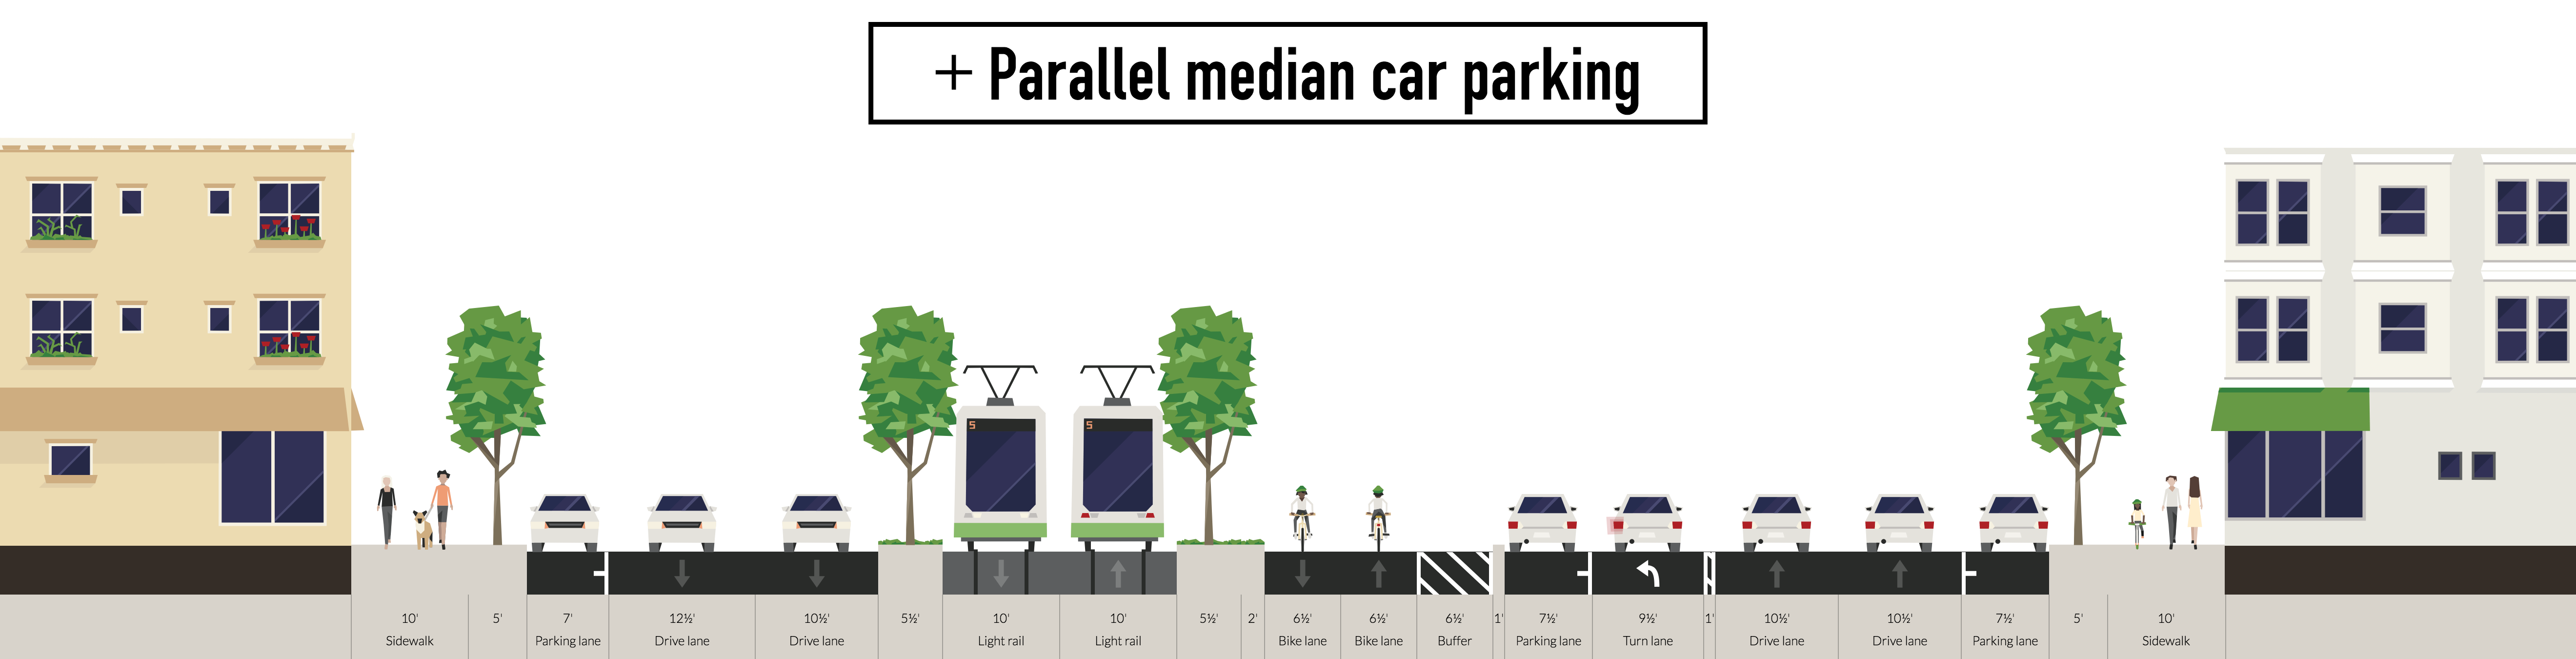 + Parallel median car parking
5 5
10' 5' 7' 12½' 10½' 5½' 10' 10' 5½' 2' 6½' 6½' 6½' 1' 7½' 9½' 1' 10½' 10½' 7½' 5' 10'
Sidewalk Parking lane Drive lane Drive lane Light rail Light rail Bike lane Bike lane Buffer Parking lane Turn lane Drive lane Drive lane Parking lane Sidewalk